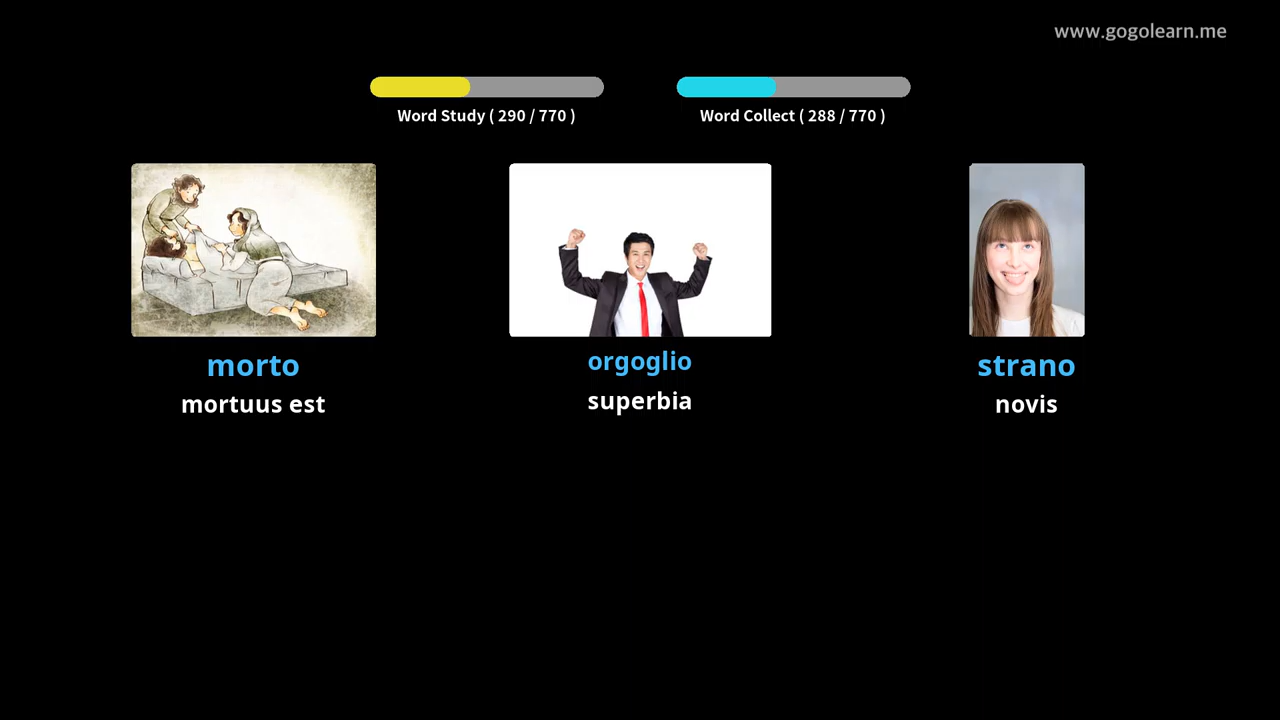 www.gogolearn.me
Word Study ( 290 / 770 )
Word Collect ( 288 / 770 )
morto
orgoglio
strano
mortuus est
superbia
novis